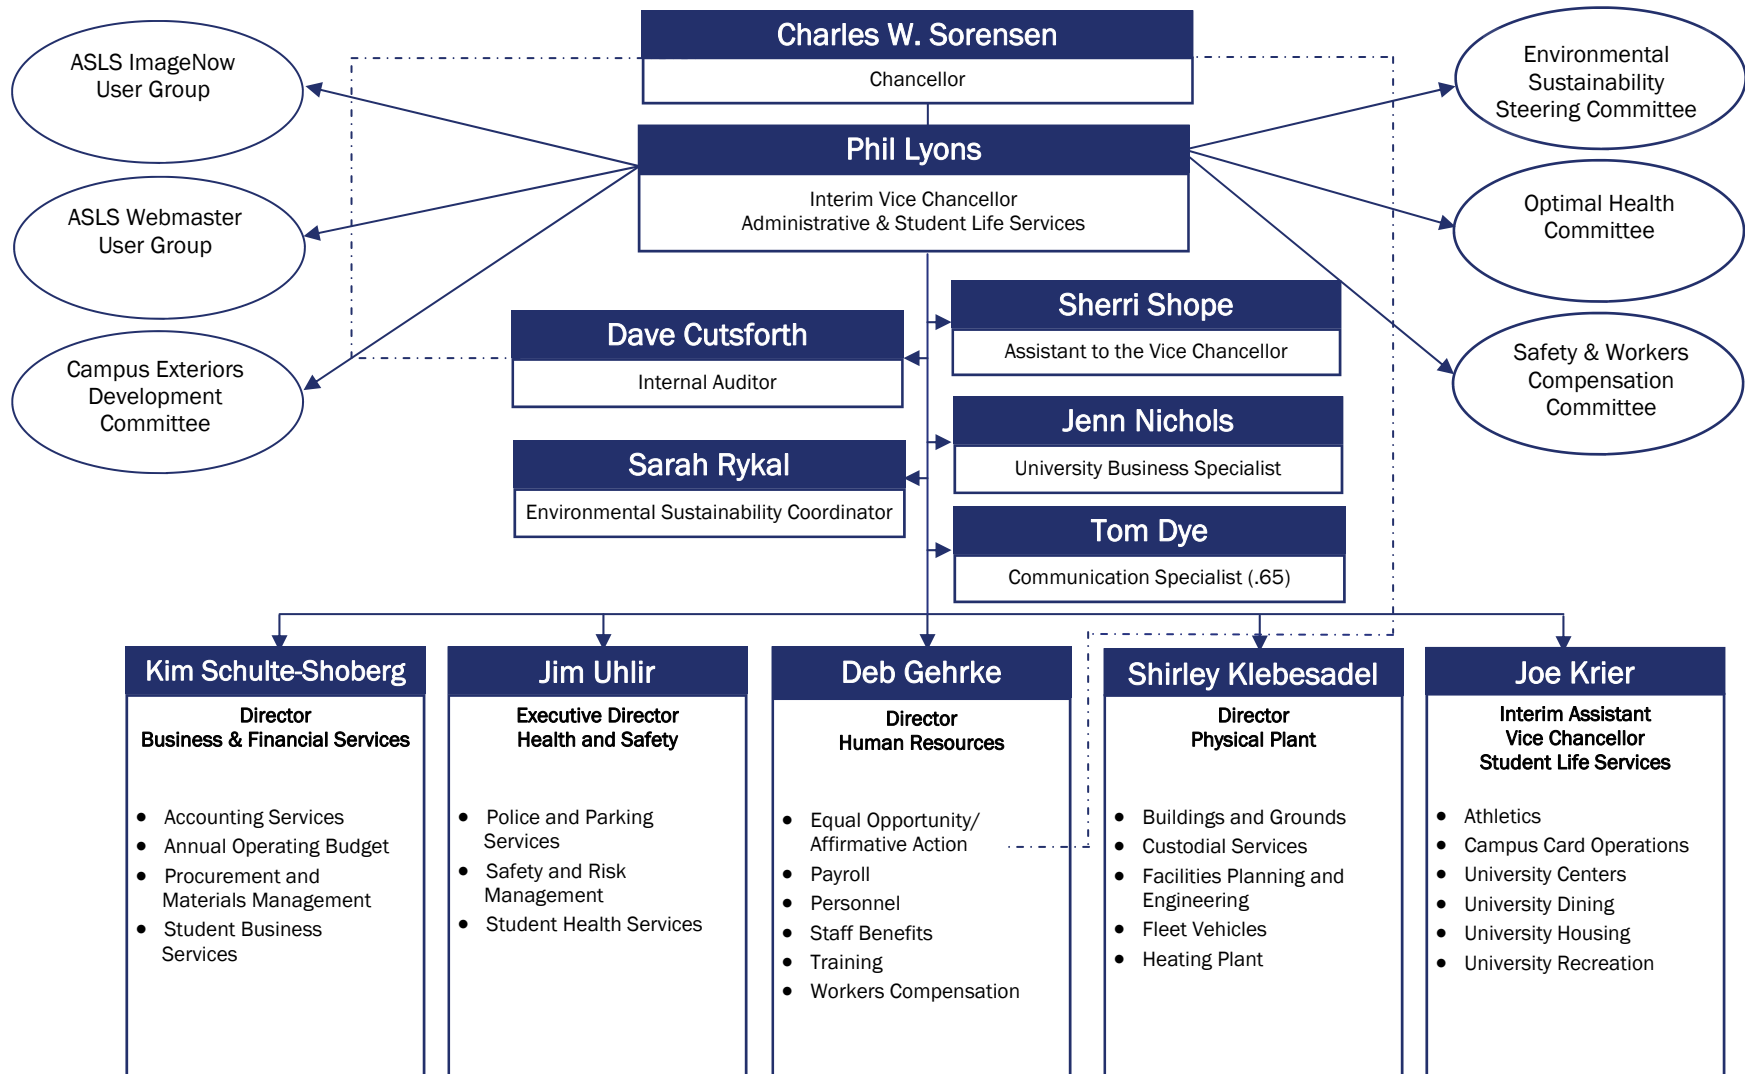 Charles W. Sorensen
Chancellor
Phil Lyons
Interim Vice Chancellor
Administrative & Student Life Services
ASLS ImageNow
User Group
ASLS Webmaster
User Group
Campus Exteriors
Development
Committee
Environmental
Sustainability
Steering Committee
Optimal Health
Committee
Safety & Workers
Compensation
Committee
Dave Cutsforth
Internal Auditor
Sarah Rykal
Environmental Sustainability Coordinator
Sherri Shope
Assistant to the Vice Chancellor
Jenn Nichols
University Business Specialist
Tom Dye
Communication Specialist (.65)
Kim Schulte-Shoberg
Director
Business & Financial Services
• Accounting Services
• Annual Operating Budget
• Procurement and
Materials Management
• Student Business
Services
Jim Uhlir
Executive Director
Health and Safety
• Police and Parking
Services
• Safety and Risk
Management
• Student Health Services
Deb Gehrke
Director
Human Resources
• Equal Opportunity/
Affirmative Action
• Payroll
• Personnel
• Staff Benefits
• Training
• Workers Compensation
Shirley Klebesadel
Director
Physical Plant
• Buildings and Grounds
• Custodial Services
• Facilities Planning and
Engineering
• Fleet Vehicles
• Heating Plant
Joe Krier
Interim Assistant
Vice Chancellor
Student Life Services
• Athletics
• Campus Card Operations
• University Centers
• University Dining
• University Housing
• University Recreation